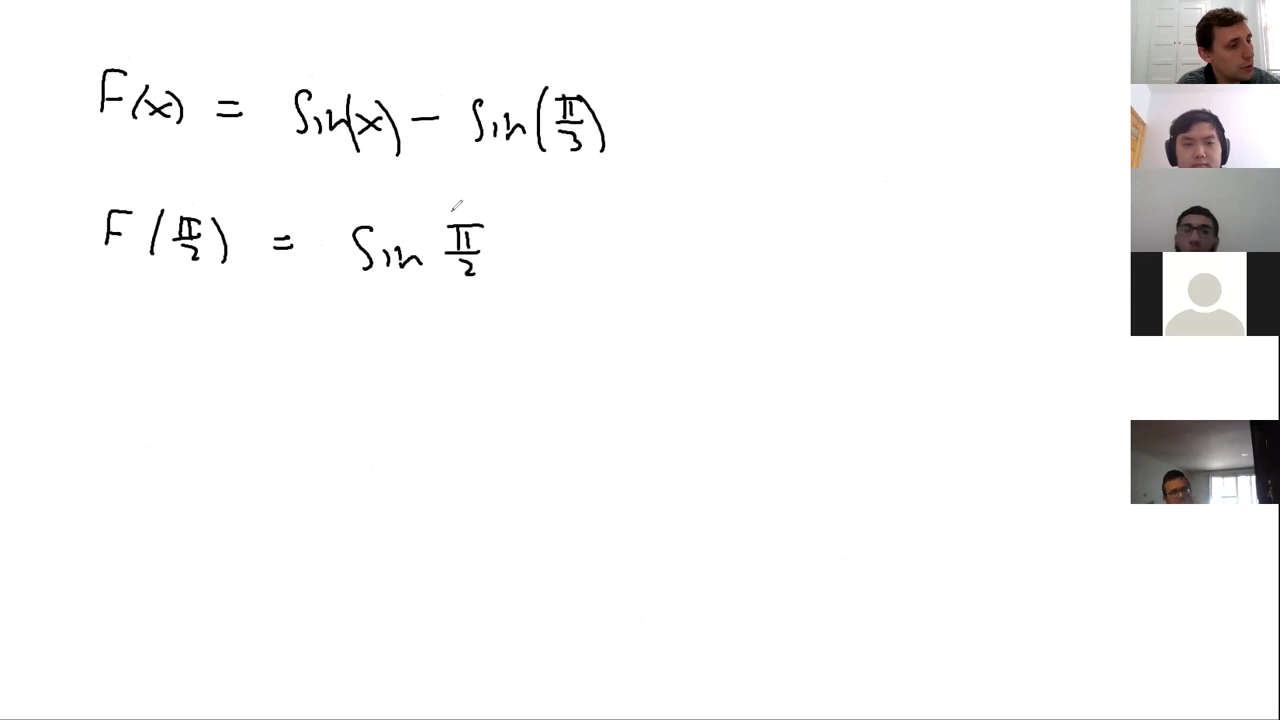 F(x) = Sin(x) - Sin(π/3)
F(π/2) = Sin π/2